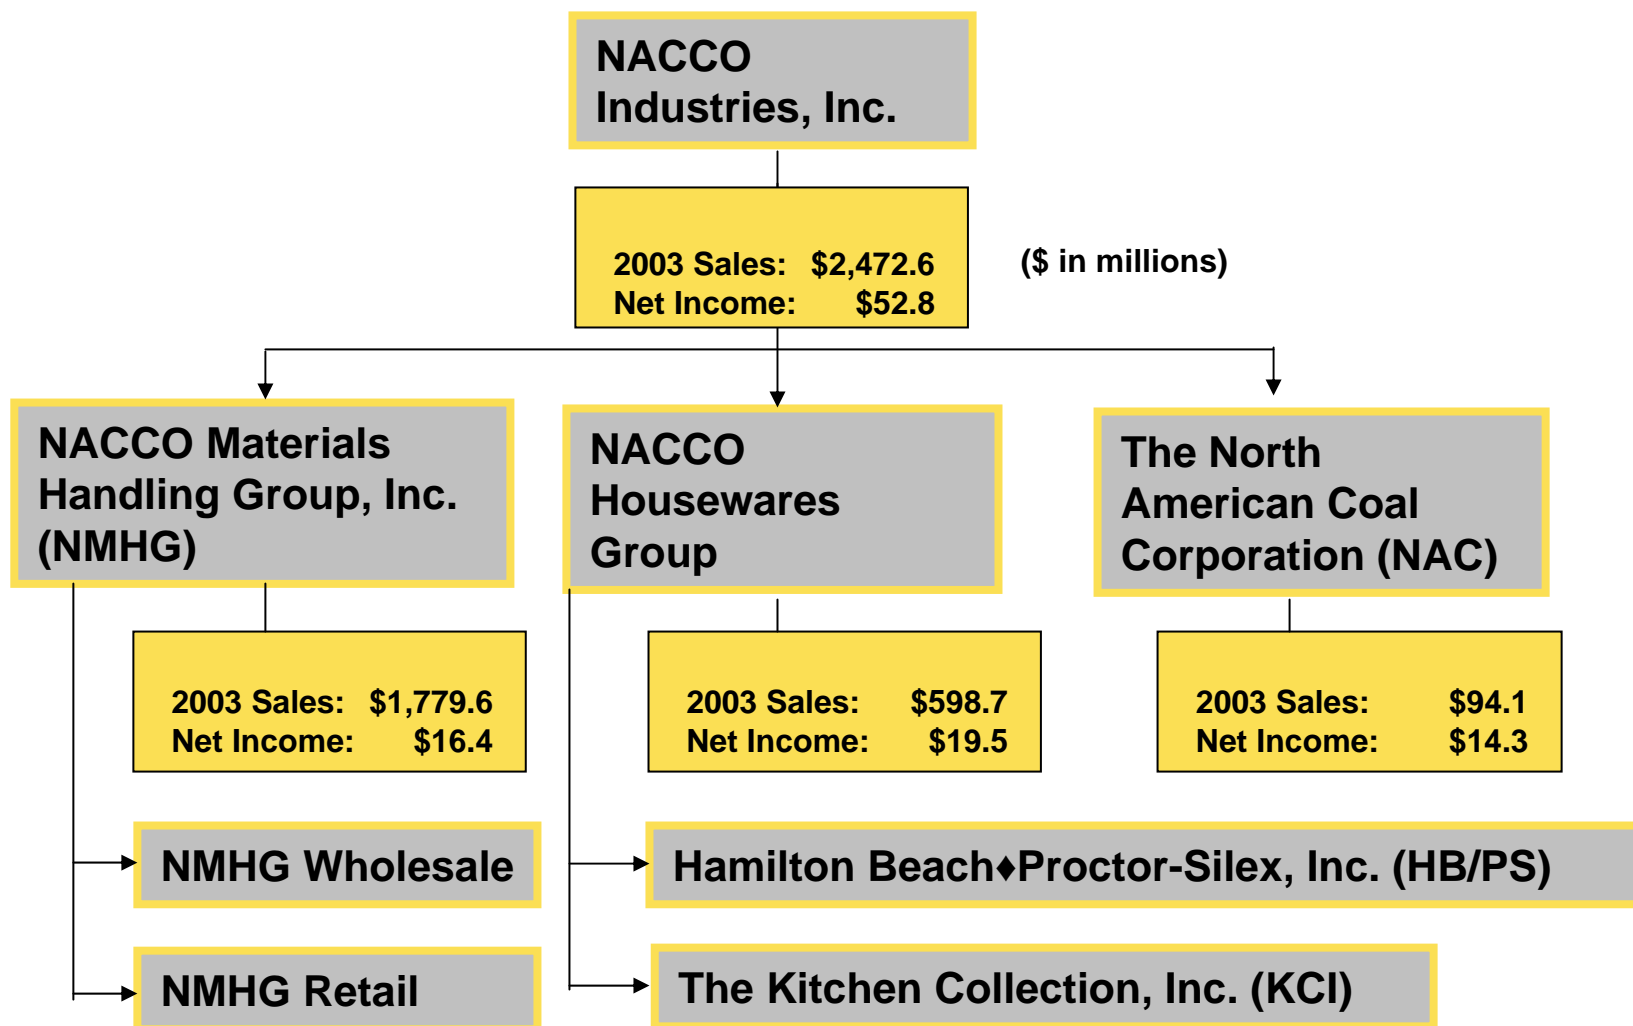 NACCO
Industries, Inc.
2003 Sales: $2,472.6
Net Income: $52.8
($ in millions)
NACCO Materials
Handling Group, Inc.
(NMHG)
NACCO
Housewares
Group
The North
American Coal
Corporation (NAC)
2003 Sales: $1,779.6
Net Income: $16.4
2003 Sales: $598.7
Net Income: $19.5
2003 Sales: $94.1
Net Income: $14.3
NMHG Wholesale
Hamilton Beach♦Proctor-Silex, Inc. (HB/PS)
NMHG Retail
The Kitchen Collection, Inc. (KCI)